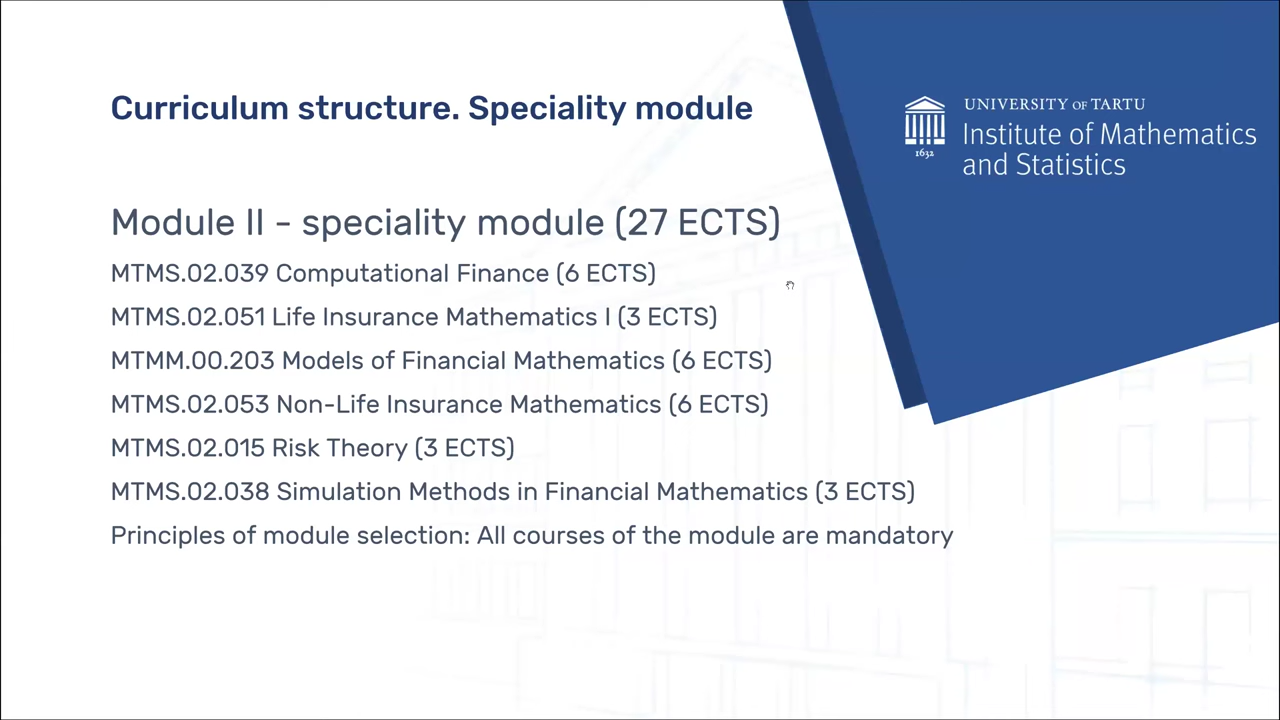 Curriculum structure. Speciality module
UNIVERSITY OF TARTU
Institute of Mathematics
and Statistics
1632
Module II - speciality module (27 ECTS)
MTMS.02.039 Computational Finance (6 ECTS)
MTMS.02.051 Life Insurance Mathematics I (3 ECTS)
MTMM.00.203 Models of Financial Mathematics (6 ECTS)
MTMS.02.053 Non-Life Insurance Mathematics (6 ECTS)
MTMS.02.015 Risk Theory (3 ECTS)
MTMS.02.038 Simulation Methods in Financial Mathematics (3 ECTS)
Principles of module selection: All courses of the module are mandatory